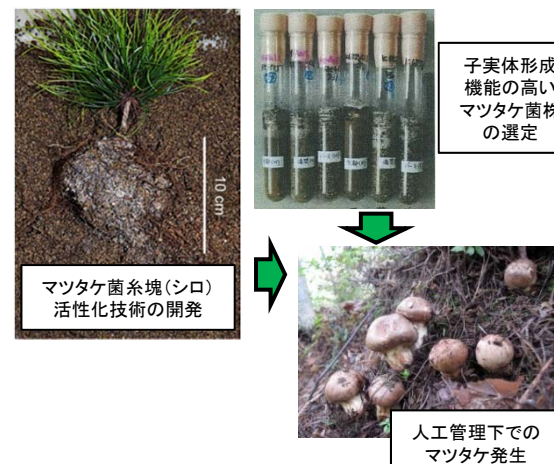 子実体形成
機能の高い
マツタケ菌株
の選定
10 cm
マツタケ菌糸塊(シロ)
活性化技術の開発
人工管理下での
マツタケ発生